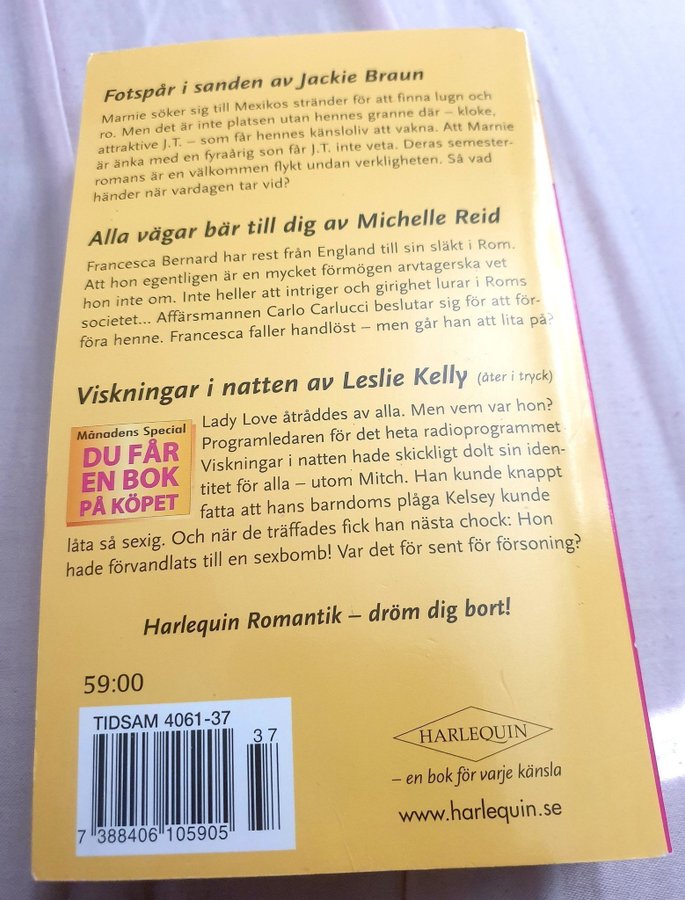 Fotspår i sanden av Jackie Braun
Marnie söker sig till Mexikos stränder för att finna lugn och
ro. Men det är inte platsen utan hennes granne där – kloke,
attraktive J.T. – som får hennes känsloliv att vakna. Att Marnie
är änka med en fyraårig son får J.T. inte veta. Deras semester-
romans är en välkommen flykt undan verkligheten. Så vad
händer när vardagen tar vid?
Alla vägar bär till dig av Michelle Reid
Francesca Bernard har rest från England till sin släkt i Rom.
Att hon egentligen är en mycket förmögen arvtagerska vet
hon inte om. Inte heller att intriger och girighet lurar i Roms
societet... Affärsmannen Carlo Carlucci beslutar sig för att för-
föra henne. Francesca faller handlöst – men går han att lita på?
Viskningar i natten av Leslie Kelly (åter i tryck)
Månadens Special
DU FÅR
EN BOK
PÅ KÖPET
Lady Love åtråddes av alla. Men vem var hon?
Programledaren för det heta radioprogrammet
Viskningar i natten hade skickligt dolt sin iden-
titet för alla – utom Mitch. Han kunde knappt
fatta att hans barndoms plåga Kelsey kunde
låta så sexig. Och när de träffades fick han nästa chock: Hon
hade förvandlats till en sexbomb! Var det för sent för försoning?
Harlequin Romantik – dröm dig bort!
59:00
TIDSAM 4061-37
37
7 388406 105905
HARLEQUIN
– en bok för varje känsla
www.harlequin.se